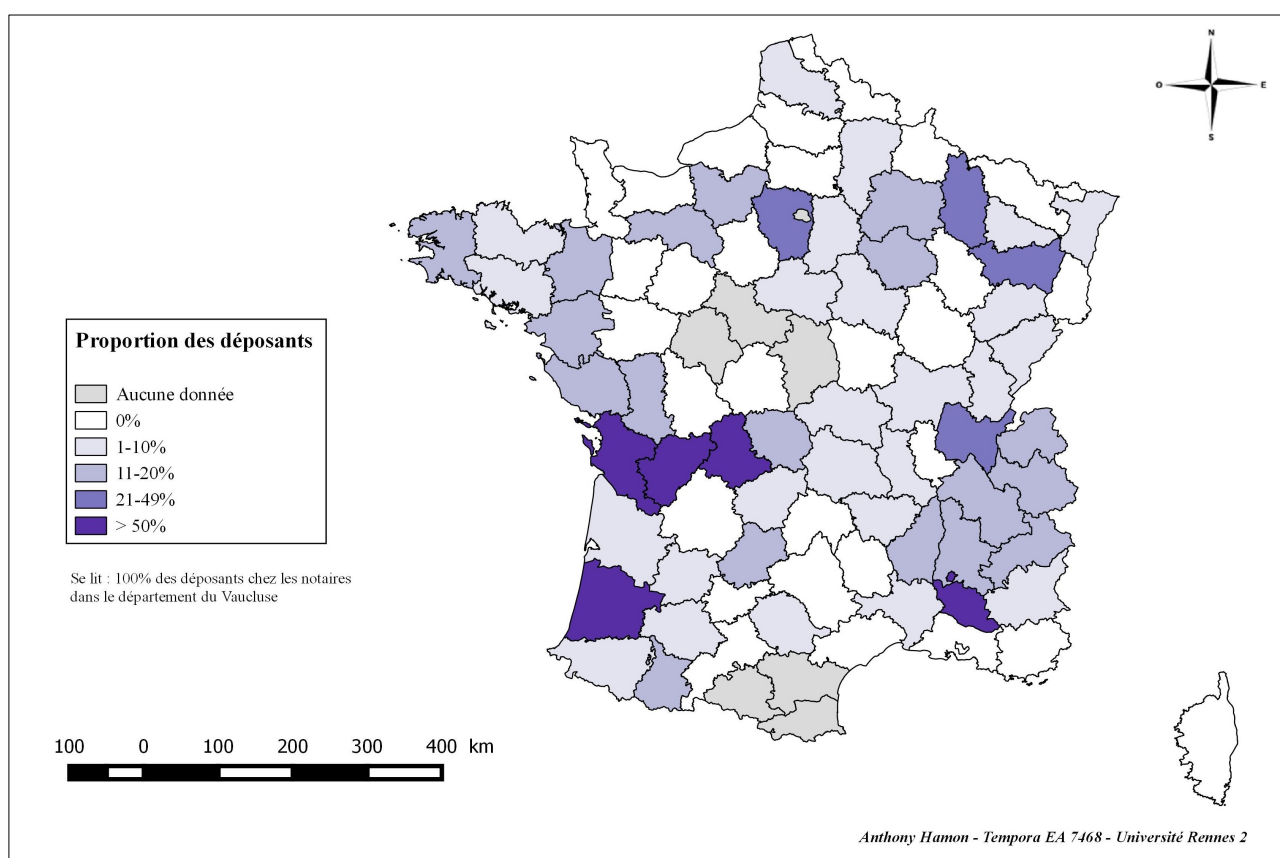 N
O E
S
Proportion des déposants
Aucune donnée
0%
1-10%
11-20%
21-49%
> 50%
Se lit : 100% des déposants chez les notaires
dans le département du Vaucluse
100 0 100 200 300 400 km
Anthony Hamon - Tempora EA 7468 - Université Rennes 2